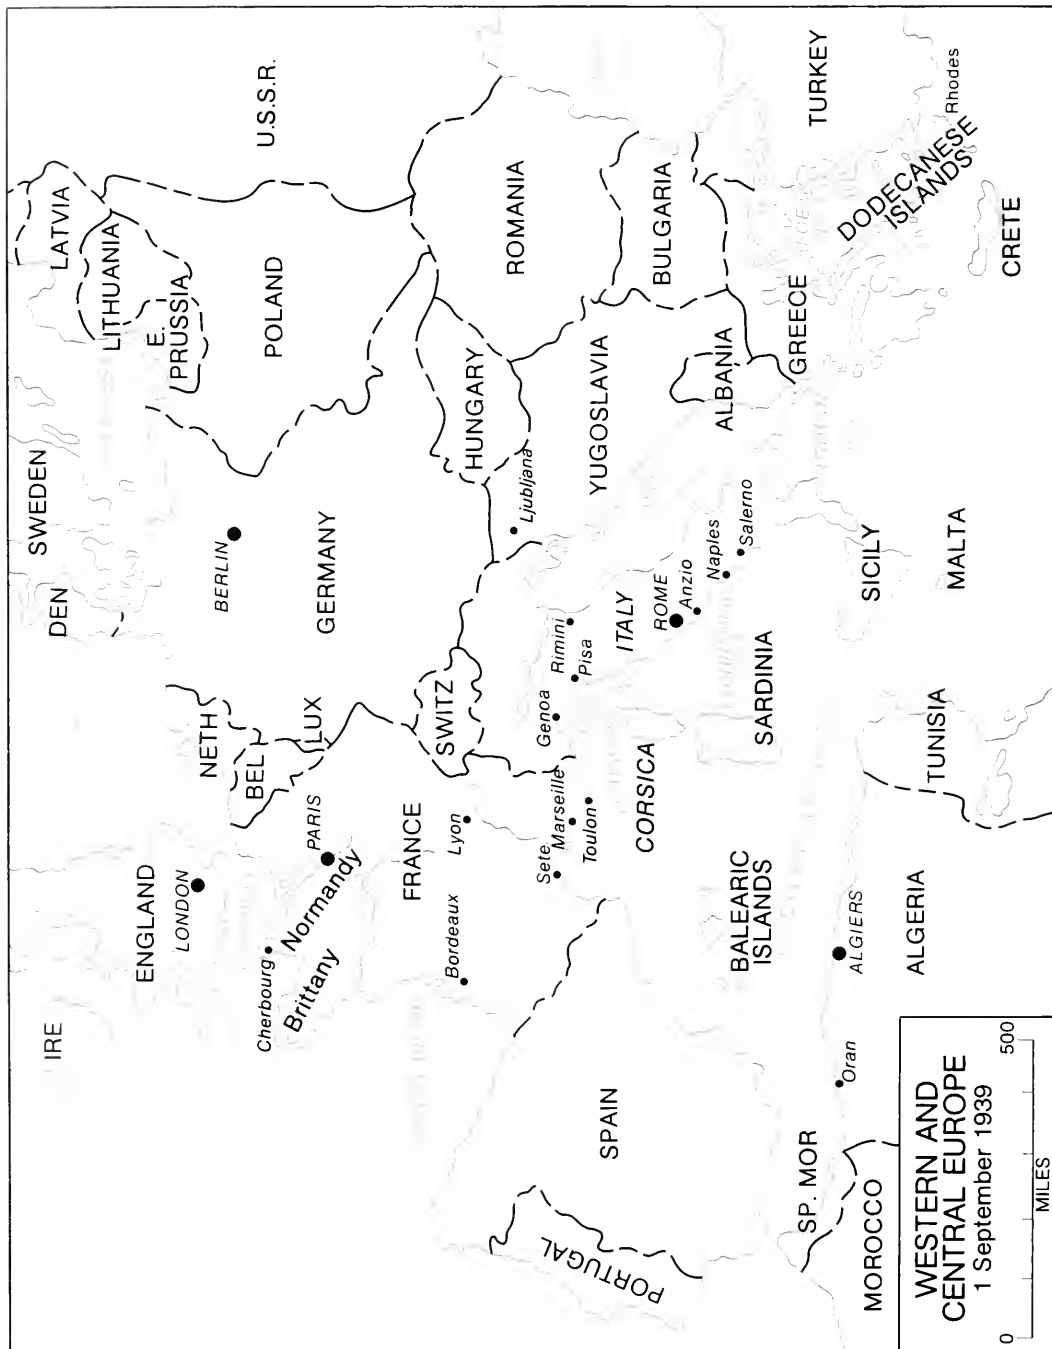 IRE
ENGLAND
LONDON
DEN
SWEDEN
LATVIA
LITHUANIA
E.
PRUSSIA
U.S.S.R.
NETH
BEL
LUX
BERLIN
GERMANY
POLAND
Cherbourg
Normandy
Brittany
PARIS
FRANCE
SWITZ
HUNGARY
ROMANIA
Bordeaux
Lyon
Sete
Marseille
Toulon
Genoa
Rimini
Pisa
Ljubljana
YUGOSLAVIA
BULGARIA
PORTUGAL
SPAIN
CORSICA
ITALY
ROME
Anzio
Naples
Salerno
ALBANIA
GREECE
TURKEY
BALEARIC
ISLANDS
SARDINIA
SICILY
MALTA
DODECANESE
ISLANDS
Rhodes
CRETE
SP. MOR
MOROCCO
Oran
ALGIERS
ALGERIA
TUNISIA
WESTERN AND
CENTRAL EUROPE
1 September 1939
0 500
MILES